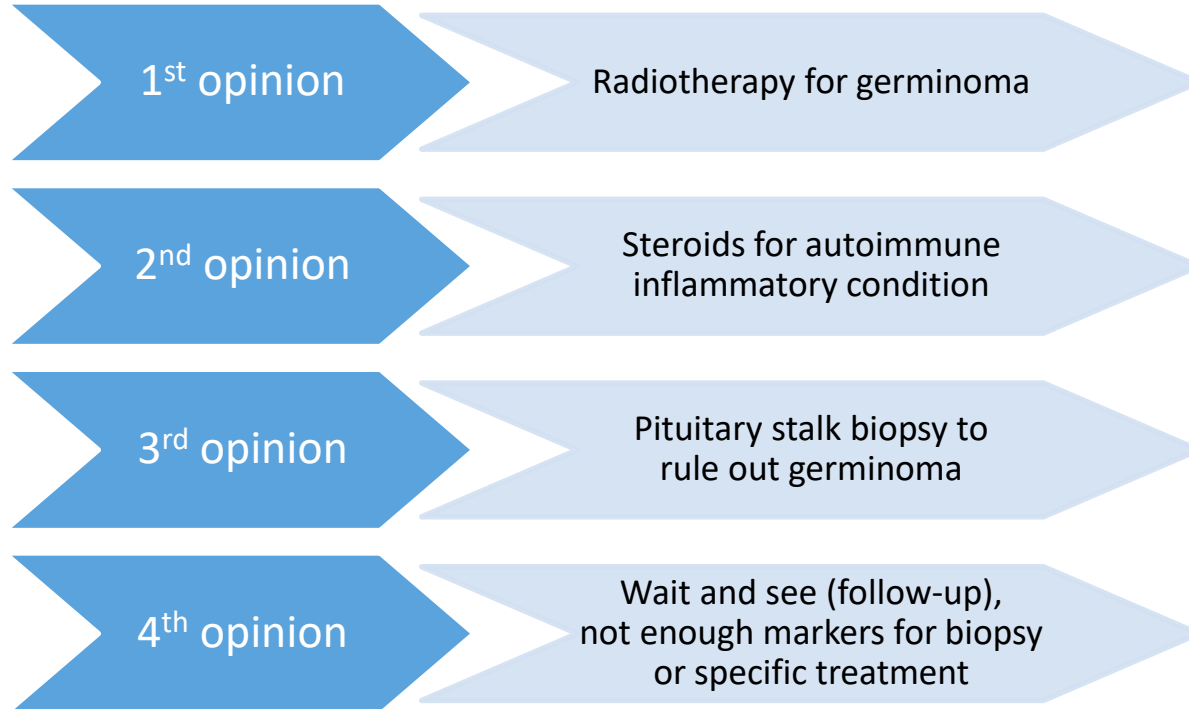 1st opinion
Radiotherapy for germinoma
2nd opinion
Steroids for autoimmune
inflammatory condition
3rd opinion
Pituitary stalk biopsy to
rule out germinoma
4th opinion
Wait and see (follow-up),
not enough markers for biopsy
or specific treatment